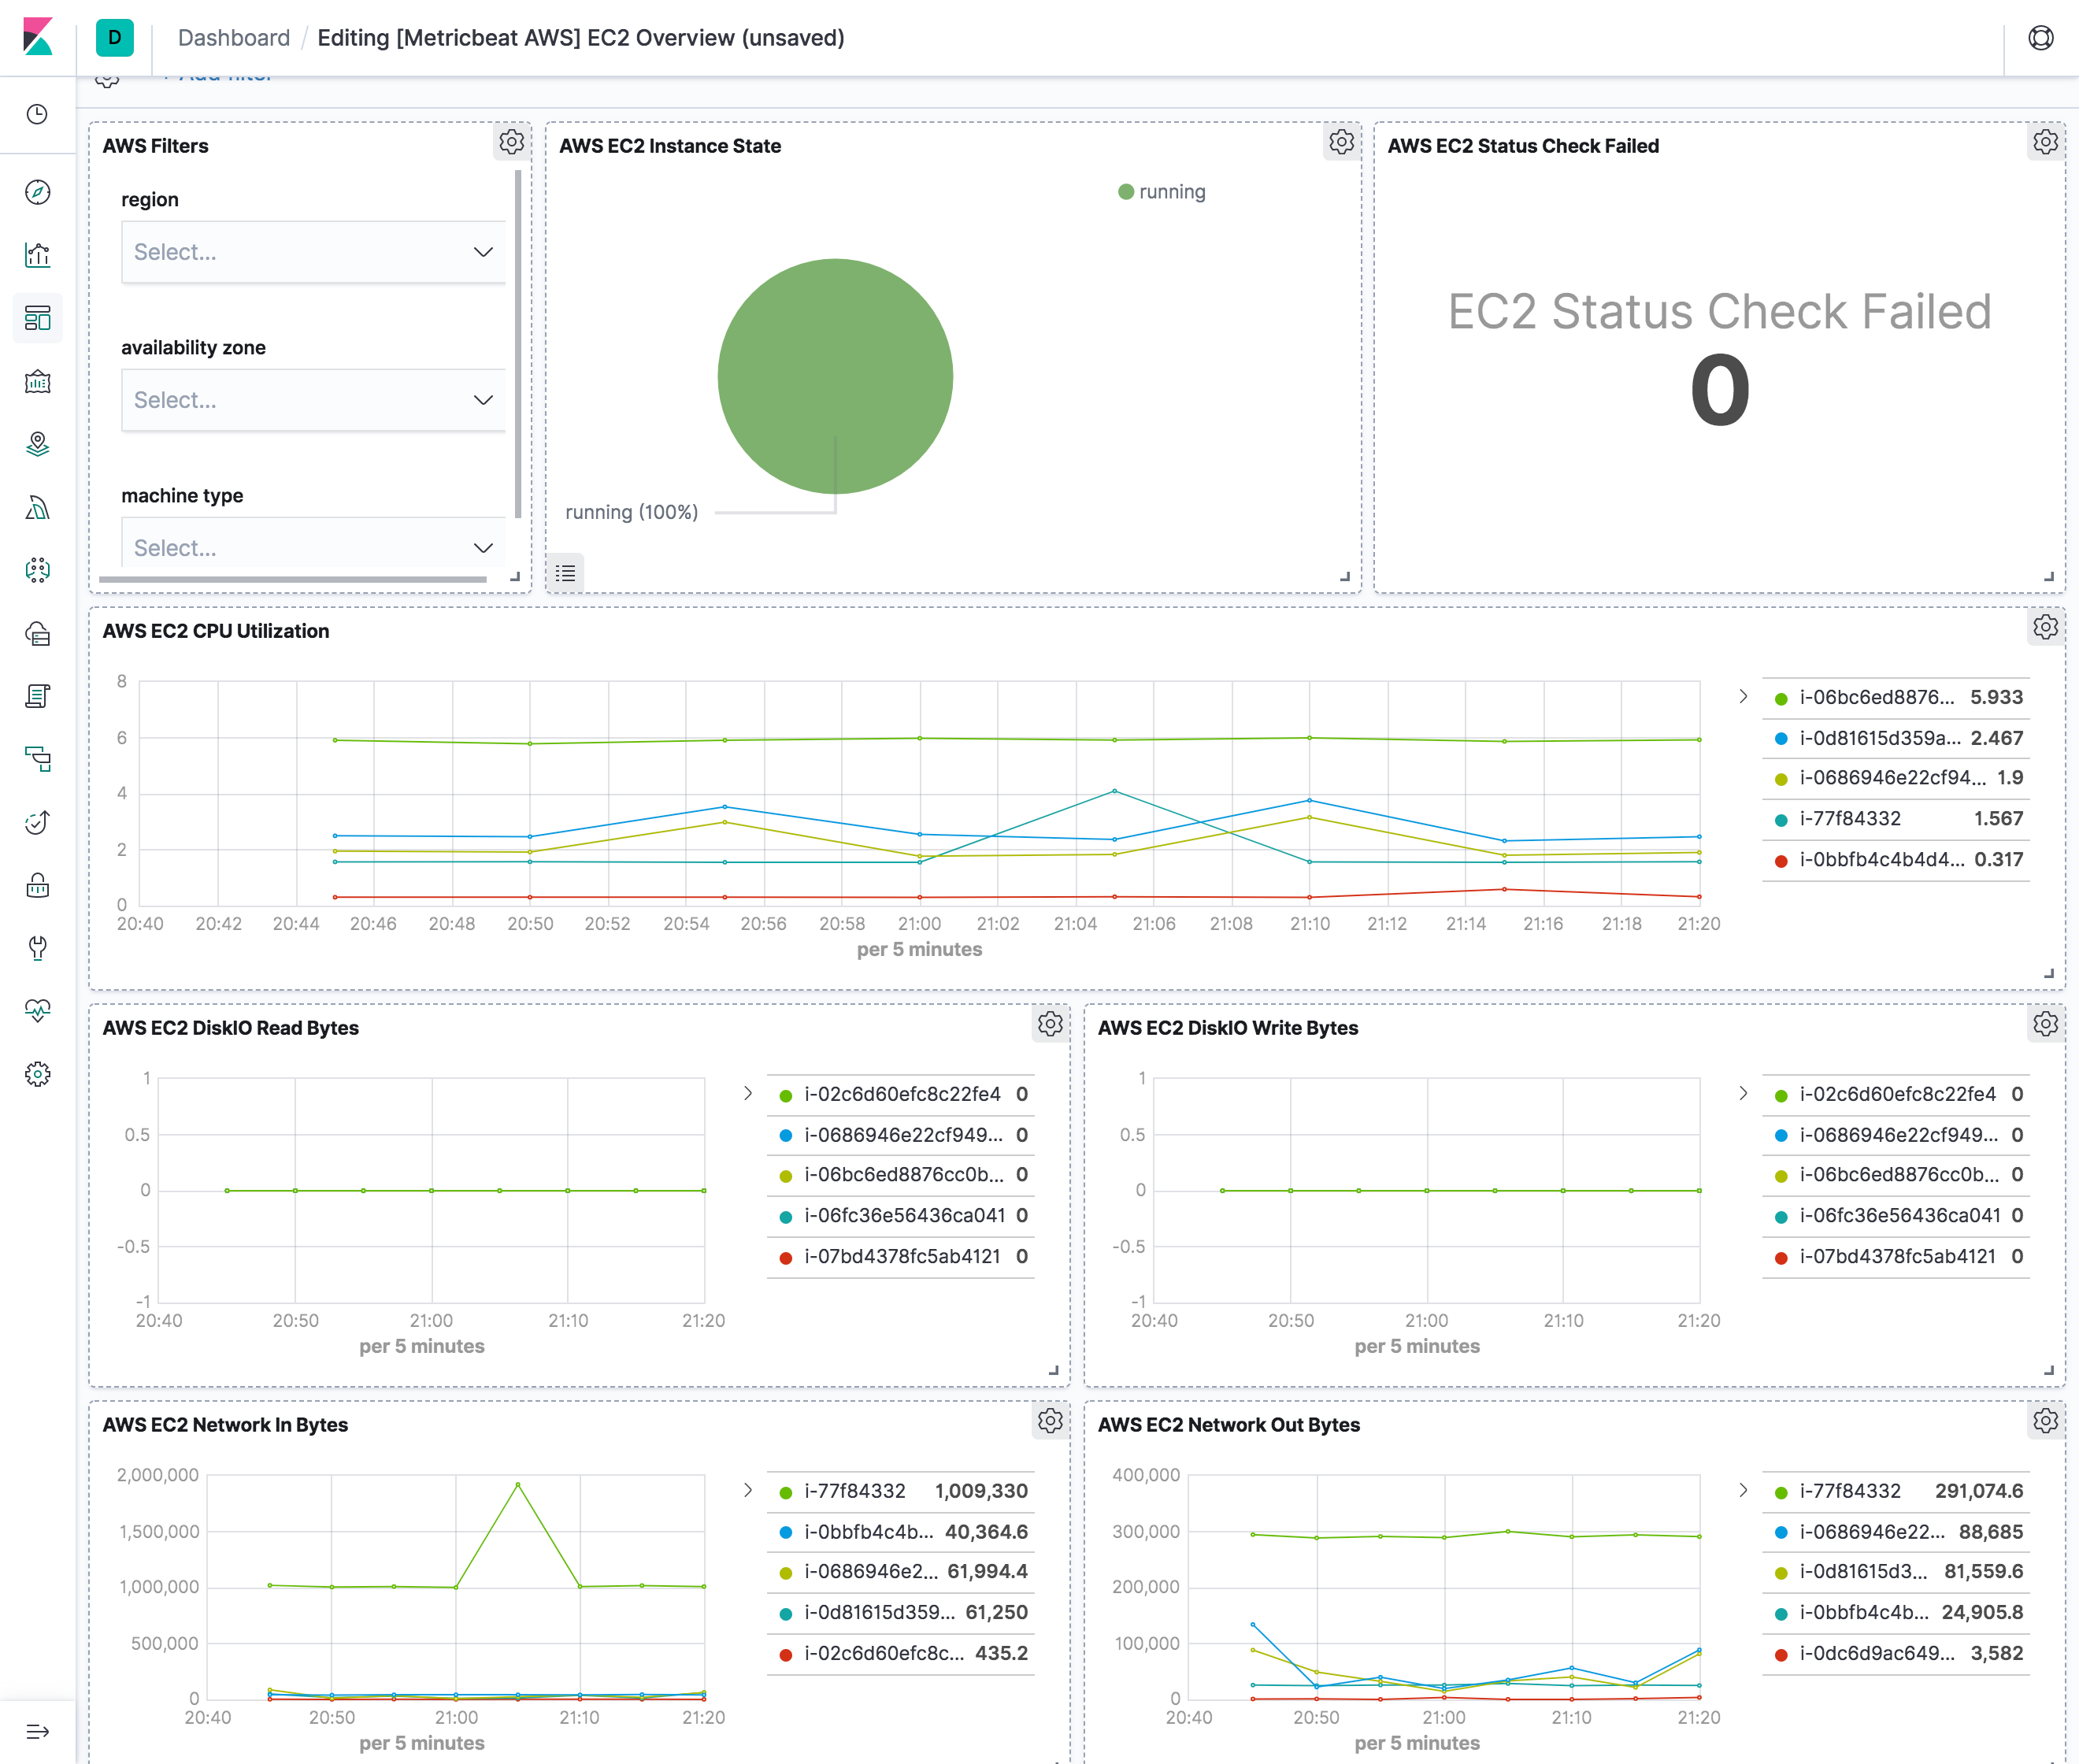 D
Dashboard / Editing [Metricbeat AWS] EC2 Overview (unsaved)
+ Add filter
AWS Filters
region
Select...
availability zone
Select...
machine type
Select...
AWS EC2 Instance State
running
running (100%)
AWS EC2 Status Check Failed
EC2 Status Check Failed
0
AWS EC2 CPU Utilization
8
6
4
2
0
20:40 20:42 20:44 20:46 20:48 20:50 20:52 20:54 20:56 20:58 21:00 21:02 21:04 21:06 21:08 21:10 21:12 21:14 21:16 21:18 21:20
per 5 minutes
i-06bc6ed8876... 5.933
i-0d81615d359a... 2.467
i-0686946e22cf94... 1.9
i-77f84332 1.567
i-0bbfb4c4b4d4... 0.317
AWS EC2 DiskIO Read Bytes
1
0.5
0
-0.5
-1
20:40 20:50 21:00 21:10 21:20
per 5 minutes
i-02c6d60efc8c22fe4 0
i-0686946e22cf949... 0
i-06bc6ed8876cc0b... 0
i-06fc36e56436ca041 0
i-07bd4378fc5ab4121 0
AWS EC2 DiskIO Write Bytes
1
0.5
0
-0.5
-1
20:40 20:50 21:00 21:10 21:20
per 5 minutes
i-02c6d60efc8c22fe4 0
i-0686946e22cf949... 0
i-06bc6ed8876cc0b... 0
i-06fc36e56436ca041 0
i-07bd4378fc5ab4121 0
AWS EC2 Network In Bytes
2,000,000
1,500,000
1,000,000
500,000
0
20:40 20:50 21:00 21:10 21:20
per 5 minutes
i-77f84332 1,009,330
i-0bbfb4c4b... 40,364.6
i-0686946e2... 61,994.4
i-0d81615d359... 61,250
i-02c6d60efc8c... 435.2
AWS EC2 Network Out Bytes
400,000
300,000
200,000
100,000
0
20:40 20:50 21:00 21:10 21:20
per 5 minutes
i-77f84332 291,074.6
i-0686946e22... 88,685
i-0d81615d3... 81,559.6
i-0bbfb4c4b... 24,905.8
i-0dc6d9ac649... 3,582